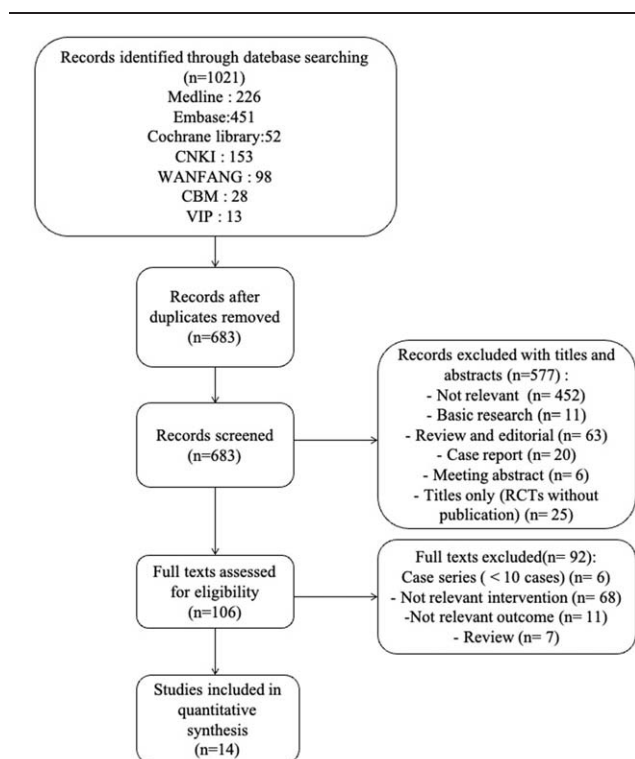 Records identified through datebase searching
(n=1021)
Medline : 226
Embase:451
Cochrane library:52
CNKI : 153
WANFANG : 98
CBM : 28
VIP : 13
Records after
duplicates removed
(n=683)
Records excluded with titles and
abstracts (n=577) :
- Not relevant (n= 452)
- Basic research (n= 11)
- Review and editorial (n= 63)
- Case report (n= 20)
- Meeting abstract (n= 6)
- Titles only (RCTs without
publication) (n= 25)
Records screened
(n=683)
Full texts assessed
for eligibility
(n=106)
Full texts excluded(n= 92):
Case series ( < 10 cases) (n= 6)
- Not relevant intervention (n= 68)
-Not relevant outcome (n= 11)
- Review (n= 7)
Studies included in
quantitative
synthesis
(n=14)